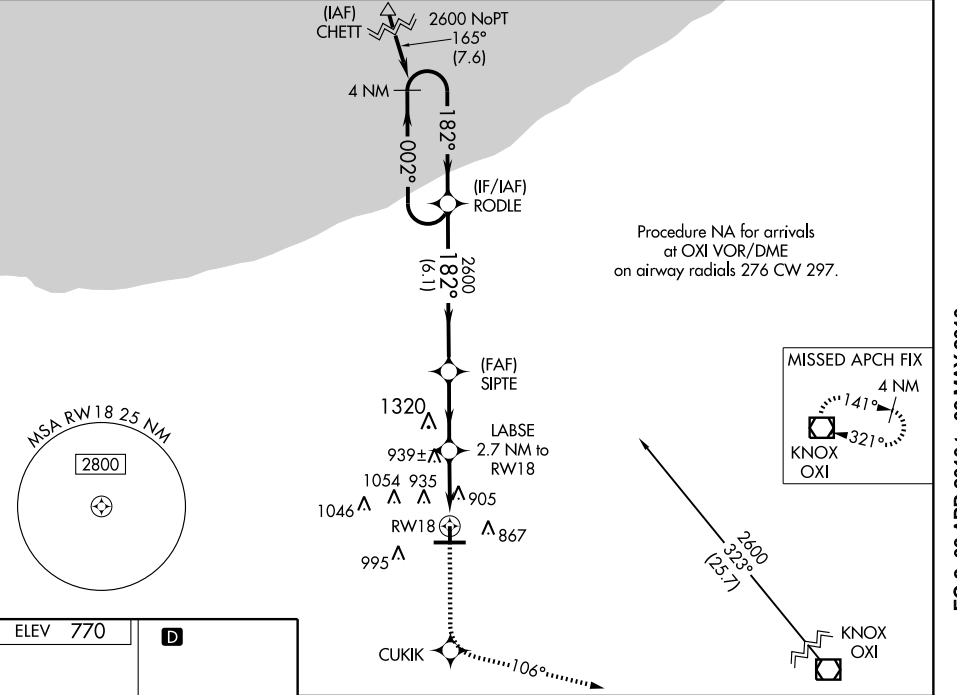 (IAF)
CHETT
2600 NoPT
165°
(7.6)
4 NM
182°
002°
(IF/IAF)
RODLE
Procedure NA for arrivals
at OXI VOR/DME
on airway radials 276 CW 297.
2600
182°
(6.1)
(FAF)
SIPTE
MISSED APCH FIX
4 NM
141°
321°
KNOX
OXI
MSA RW18 25 NM
2800
1320
LABSE
2.7 NM to
RW18
939±
1054
935
1046
905
RW18
867
995
2600
323°
(25.7)
KNOX
OXI
ELEV 770
D
CUKIK
106°